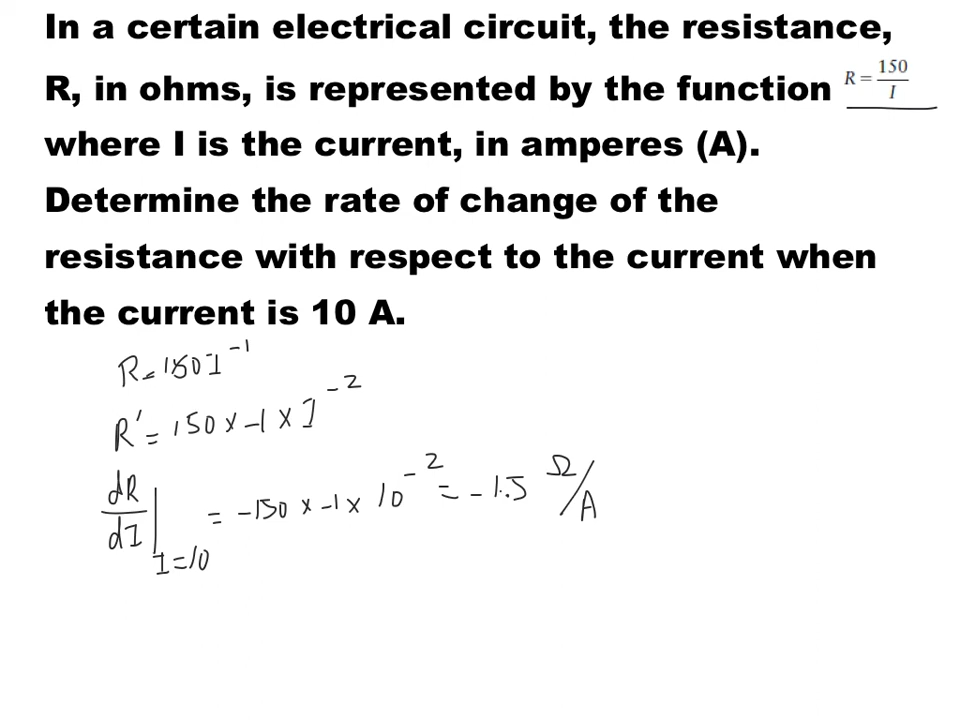 In a certain electrical circuit, the resistance,
R, in ohms, is represented by the function R = 150/I
where I is the current, in amperes (A).
Determine the rate of change of the
resistance with respect to the current when
the current is 10 A.
R = 150I⁻¹
R' = 150 x -1 x I⁻²
dR/dI | I=10 = -150 x -1 x 10⁻² = -1.5 Ω/A